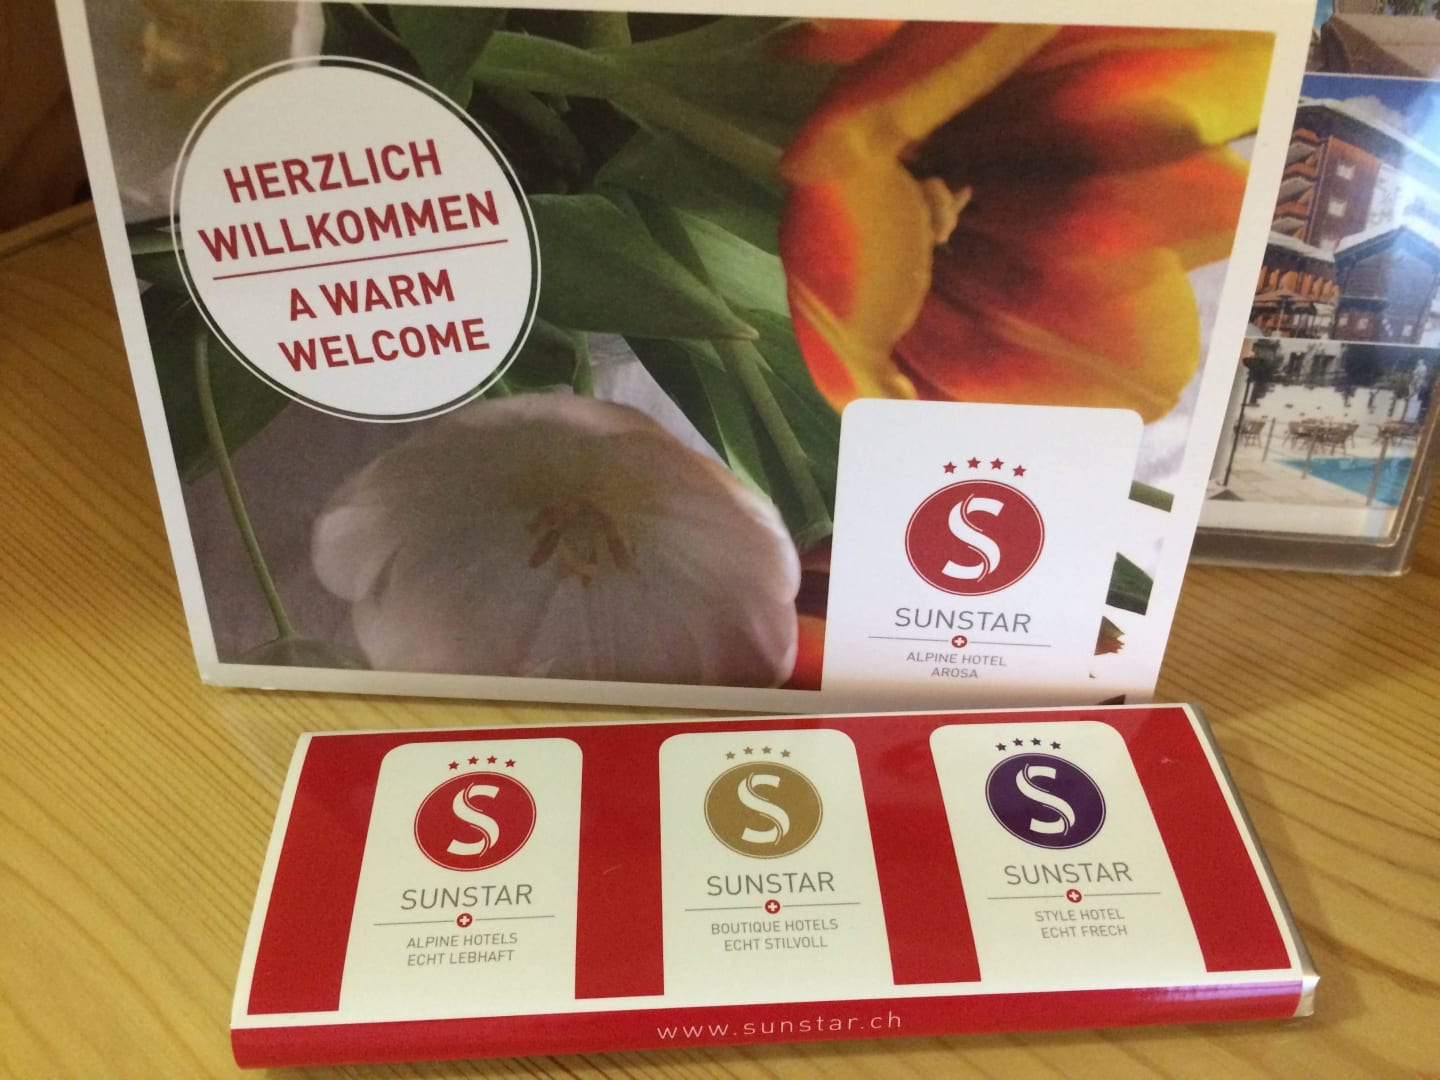 HERZLICH
WILLKOMMEN
A WARM
WELCOME
S
SUNSTAR
ALPINE HOTEL
AROSA
S
SUNSTAR
ALPINE HOTELS
ECHT LEBHAFT
S
SUNSTAR
BOUTIQUE HOTELS
ECHT STILVOLL
S
SUNSTAR
STYLE HOTEL
ECHT FRECH
www.sunstar.ch